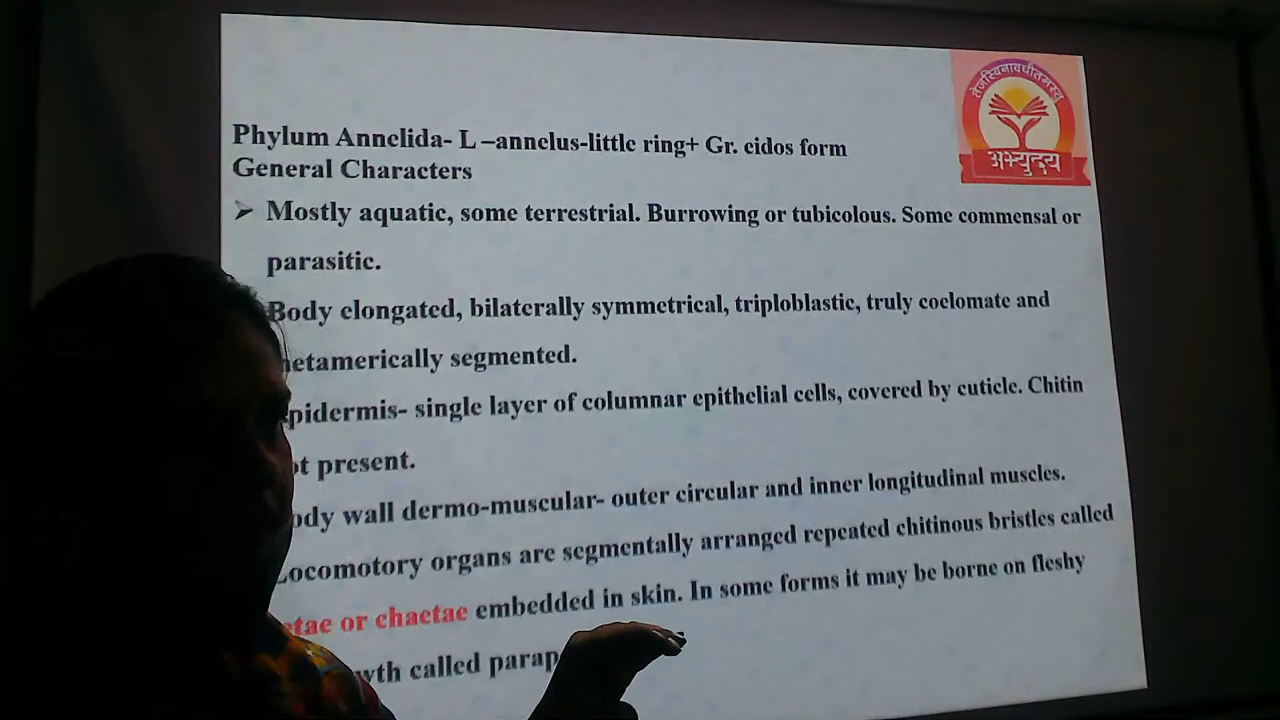 तेजस्विनावधीतमस्तु
अभ्युदय
Phylum Annelida- L –annelus-little ring+ Gr. eidos form
General Characters
➢ Mostly aquatic, some terrestrial. Burrowing or tubicolous. Some commensal or
parasitic.
Body elongated, bilaterally symmetrical, triploblastic, truly coelomate and
etamerically segmented.
pidermis- single layer of columnar epithelial cells, covered by cuticle. Chitin
ot present.
ody wall dermo-muscular- outer circular and inner longitudinal muscles.
Locomotory organs are segmentally arranged repeated chitinous bristles called
etae or chaetae embedded in skin. In some forms it may be borne on fleshy
wth called parap